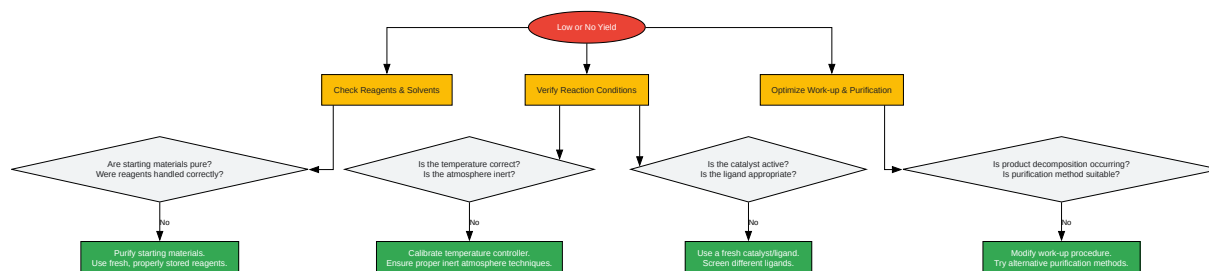 Low or No Yield
Check Reagents & Solvents
Verify Reaction Conditions
Optimize Work-up & Purification
Are starting materials pure?
Were reagents handled correctly?
Is the temperature correct?
Is the atmosphere inert?
Is the catalyst active?
Is the ligand appropriate?
Is product decomposition occurring?
Is purification method suitable?
No
No
No
No
Purify starting materials.
Use fresh, properly stored reagents.
Calibrate temperature controller.
Ensure proper inert atmosphere techniques.
Use a fresh catalyst/ligand.
Screen different ligands.
Modify work-up procedure.
Try alternative purification methods.